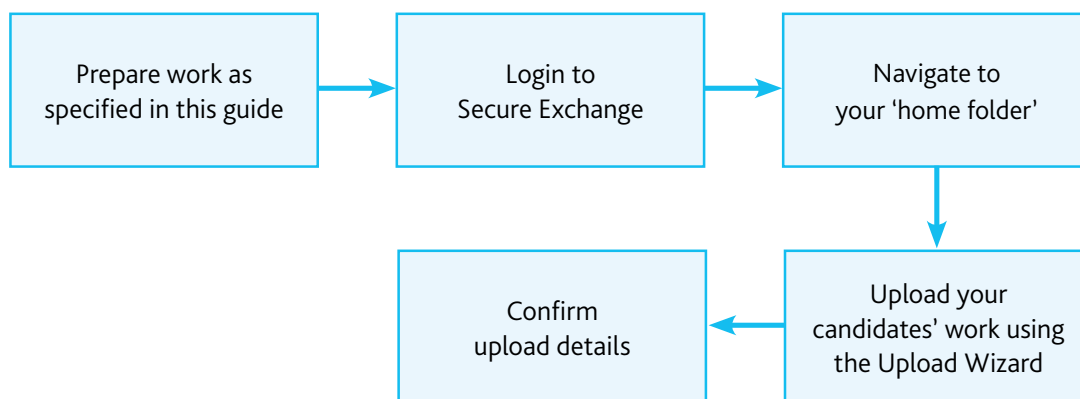 Prepare work as
specified in this guide
Login to
Secure Exchange
Navigate to
your ‘home folder’
Upload your
candidates’ work using
the Upload Wizard
Confirm
upload details